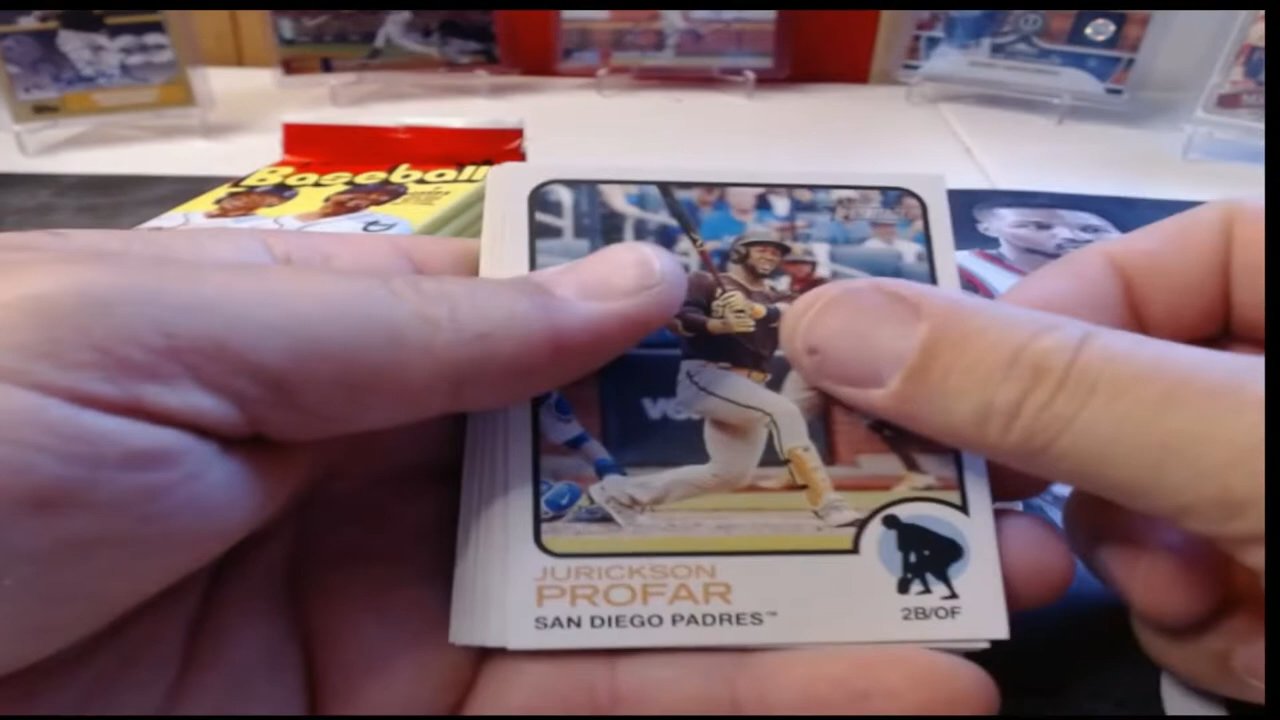 Baseball
JURICKSON
PROFAR
SAN DIEGO PADRES™
2B/OF